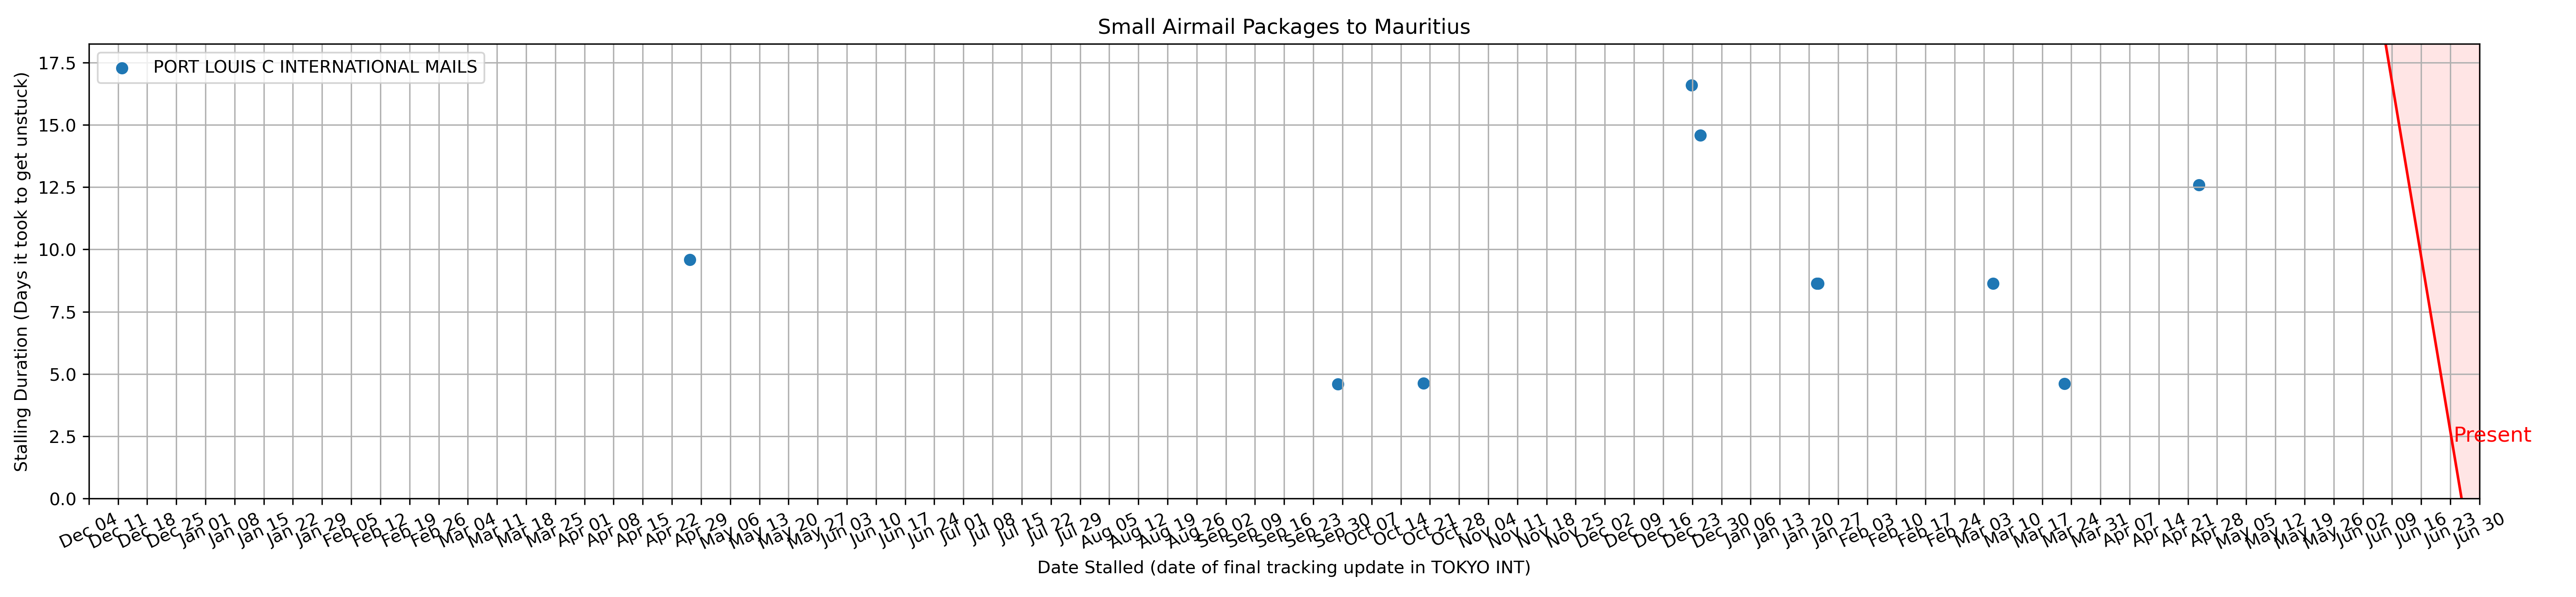 Small Airmail Packages to Mauritius
PORT LOUIS C INTERNATIONAL MAILS
Stalling Duration (Days it took to get unstuck)
17.5
15.0
12.5
10.0
7.5
5.0
2.5
0.0
Present
Dec 04
Dec 11
Dec 18
Dec 25
Jan 01
Jan 08
Jan 15
Jan 22
Jan 29
Feb 05
Feb 12
Feb 19
Feb 26
Mar 04
Mar 11
Mar 18
Mar 25
Apr 01
Apr 08
Apr 15
Apr 22
Apr 29
May 06
May 13
May 20
May 27
Jun 03
Jun 10
Jun 17
Jun 24
Jul 01
Jul 08
Jul 15
Jul 22
Jul 29
Aug 05
Aug 12
Aug 19
Aug 26
Sep 02
Sep 09
Sep 16
Sep 23
Sep 30
Oct 07
Oct 14
Oct 21
Oct 28
Nov 04
Nov 11
Nov 18
Nov 25
Dec 02
Dec 09
Dec 16
Dec 23
Dec 30
Jan 06
Jan 13
Jan 20
Jan 27
Feb 03
Feb 10
Feb 17
Feb 24
Mar 03
Mar 10
Mar 17
Mar 24
Mar 31
Apr 07
Apr 14
Apr 21
Apr 28
May 05
May 12
May 19
May 26
Jun 02
Jun 09
Jun 16
Jun 23
Jun 30
Date Stalled (date of final tracking update in TOKYO INT)